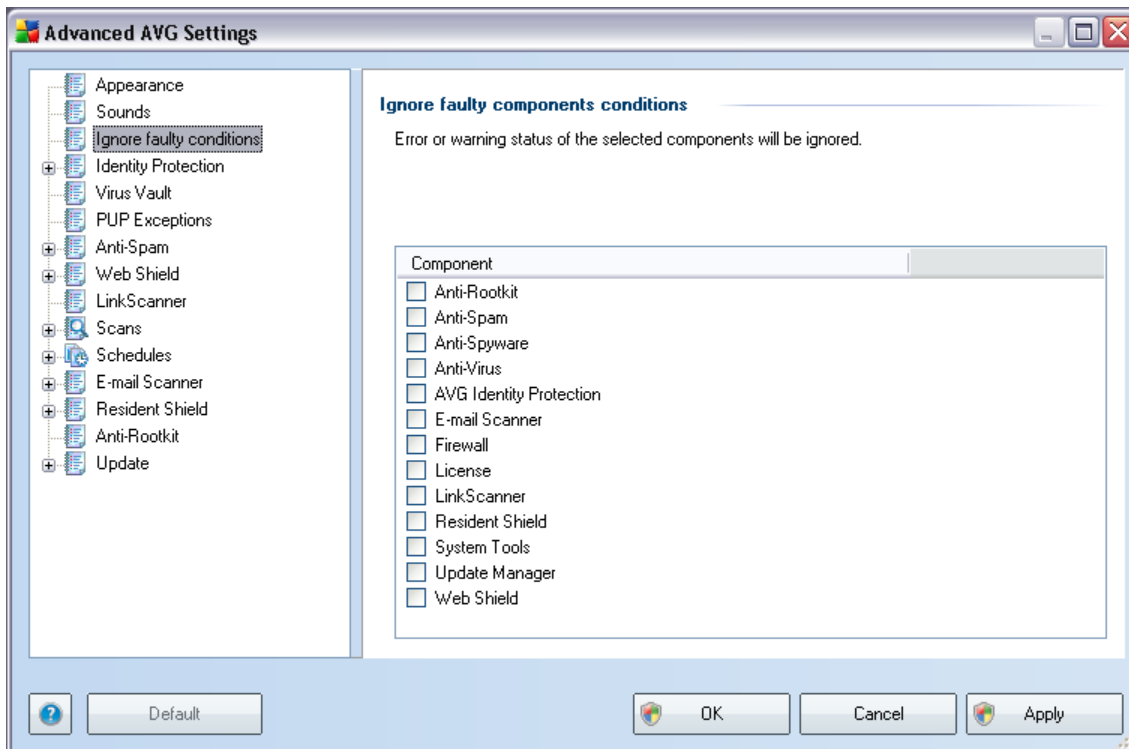 Advanced AVG Settings
Appearance
Sounds
Ignore faulty conditions
Identity Protection
Virus Vault
PUP Exceptions
Anti-Spam
Web Shield
LinkScanner
Scans
Schedules
E-mail Scanner
Resident Shield
Anti-Rootkit
Update
Ignore faulty components conditions
Error or warning status of the selected components will be ignored.
Component
Anti-Rootkit
Anti-Spam
Anti-Spyware
Anti-Virus
AVG Identity Protection
E-mail Scanner
Firewall
License
LinkScanner
Resident Shield
System Tools
Update Manager
Web Shield
Default
OK
Cancel
Apply